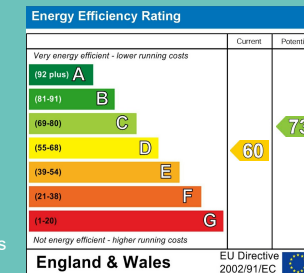 Energy Efficiency Rating
Current
Very energy efficient - lower running costs
(92 plus) A
(81-91) B
(69-80) C
73
(55-68) D
60
(39-54) E
(21-38) F
(1-20) G
Not energy efficient - higher running costs
England & Wales
EU Directive
2002/91/EC